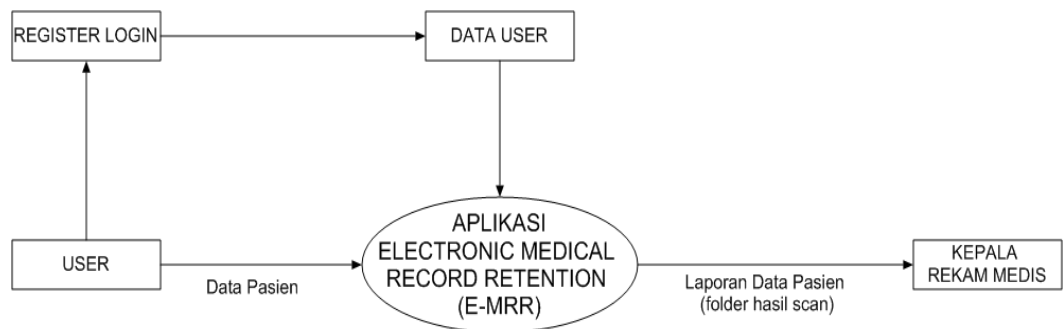 REGISTER LOGIN
DATA USER
APLIKASI
ELECTRONIC MEDICAL
RECORD RETENTION
(E-MRR)
USER
Data Pasien
Laporan Data Pasien
(folder hasil scan)
KEPALA
REKAM MEDIS